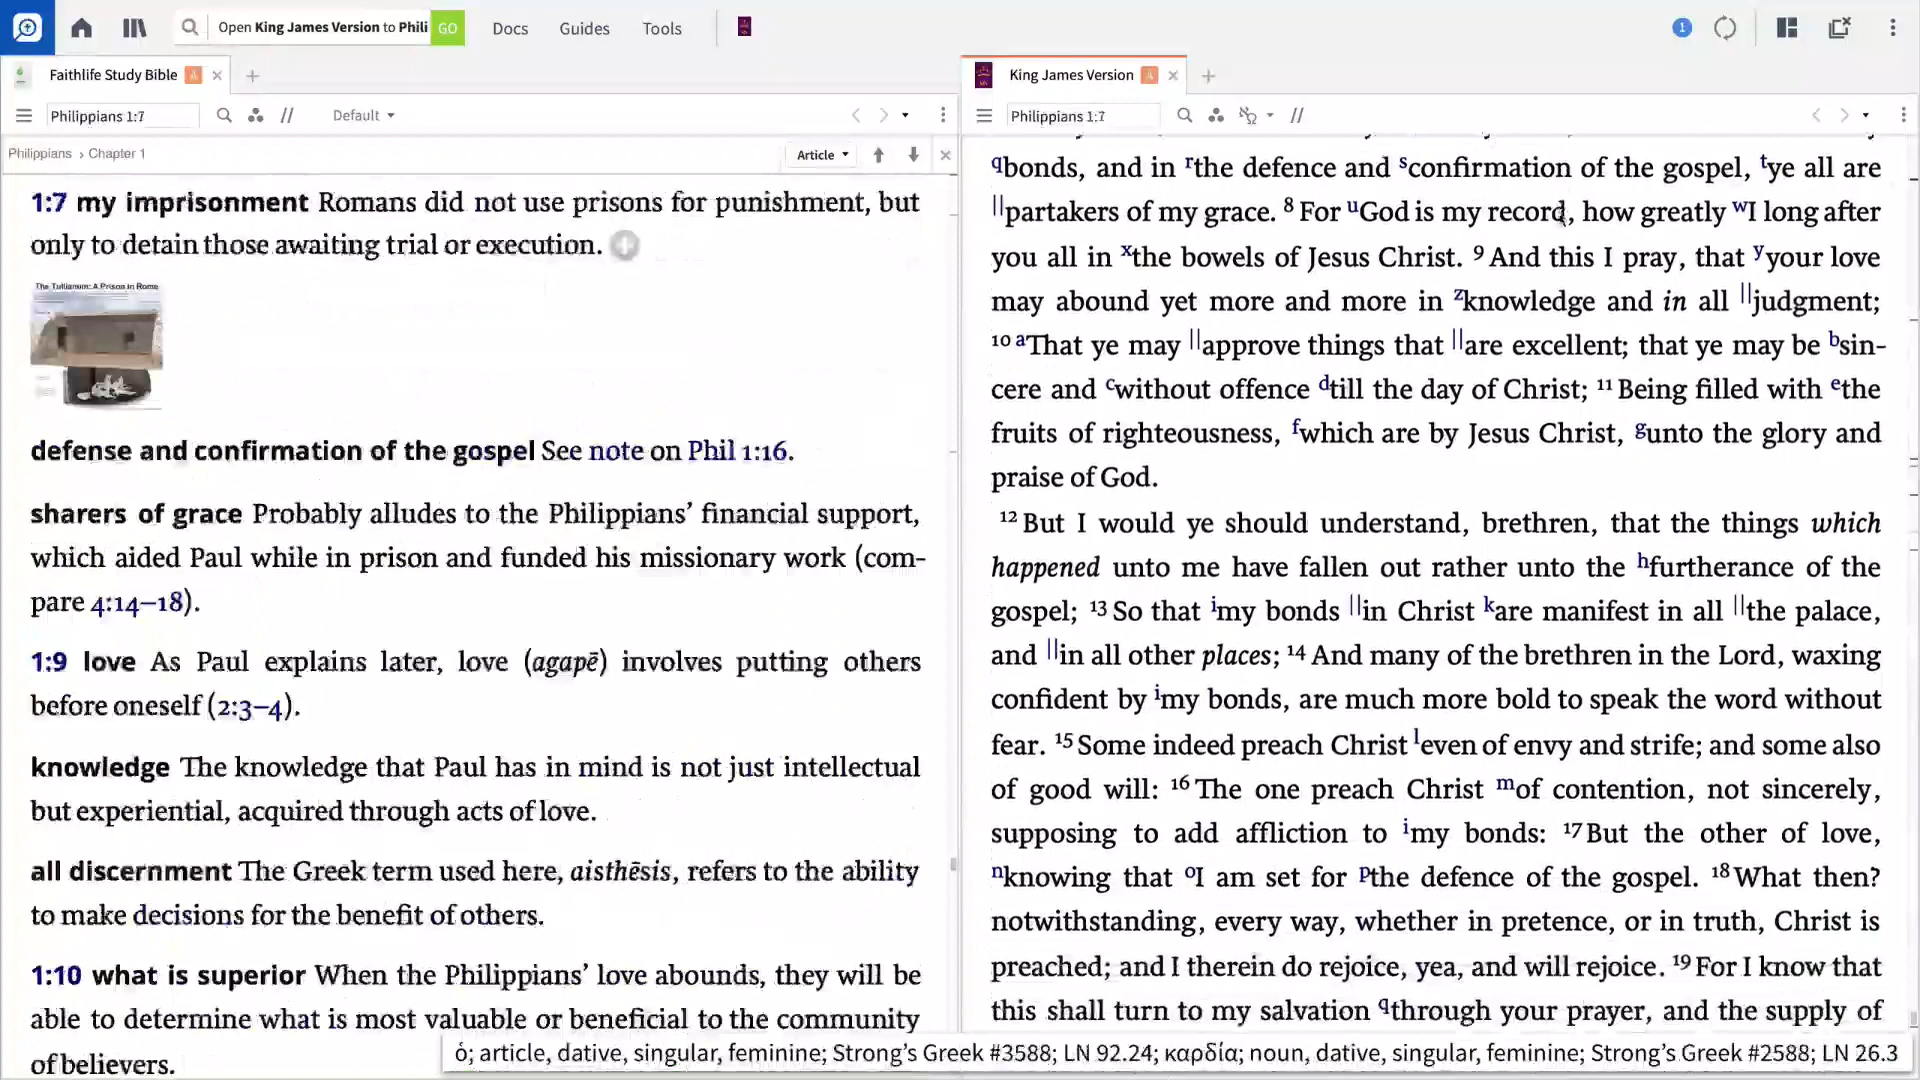 Open King James Version to Phili GO Docs Guides Tools
1
Faithlife Study Bible A
Philippians 1:7 Default
Philippians › Chapter 1 Article
1:7 my imprisonment Romans did not use prisons for punishment, but
only to detain those awaiting trial or execution.
The Tullianum: A Prison in Rome
defense and confirmation of the gospel See note on Phil 1:16.
sharers of grace Probably alludes to the Philippians’ financial support,
which aided Paul while in prison and funded his missionary work (com-
pare 4:14–18).
1:9 love As Paul explains later, love (agapē) involves putting others
before oneself (2:3–4).
knowledge The knowledge that Paul has in mind is not just intellectual
but experiential, acquired through acts of love.
all discernment The Greek term used here, aisthēsis, refers to the ability
to make decisions for the benefit of others.
1:10 what is superior When the Philippians’ love abounds, they will be
able to determine what is most valuable or beneficial to the community
of believers.
King James Version A
Philippians 1:7
qbonds, and in rthe defence and sconfirmation of the gospel, tye all are
||partakers of my grace. 8 For uGod is my record, how greatly wI long after
you all in xthe bowels of Jesus Christ. 9 And this I pray, that yyour love
may abound yet more and more in zknowledge and in all ||judgment;
10 aThat ye may ||approve things that ||are excellent; that ye may be bsin-
cere and cwithout offence dtill the day of Christ; 11 Being filled with ethe
fruits of righteousness, fwhich are by Jesus Christ, gunto the glory and
praise of God.
12 But I would ye should understand, brethren, that the things which
happened unto me have fallen out rather unto the hfurtherance of the
gospel; 13 So that imy bonds ||in Christ kare manifest in all ||the palace,
and ||in all other places; 14 And many of the brethren in the Lord, waxing
confident by imy bonds, are much more bold to speak the word without
fear. 15 Some indeed preach Christ leven of envy and strife; and some also
of good will: 16 The one preach Christ mof contention, not sincerely,
supposing to add affliction to imy bonds: 17 But the other of love,
nknowing that oI am set for pthe defence of the gospel. 18 What then?
notwithstanding, every way, whether in pretence, or in truth, Christ is
preached; and I therein do rejoice, yea, and will rejoice. 19 For I know that
this shall turn to my salvation qthrough your prayer, and the supply of
ὁ; article, dative, singular, feminine; Strong’s Greek #3588; LN 92.24; καρδία; noun, dative, singular, feminine; Strong’s Greek #2588; LN 26.3